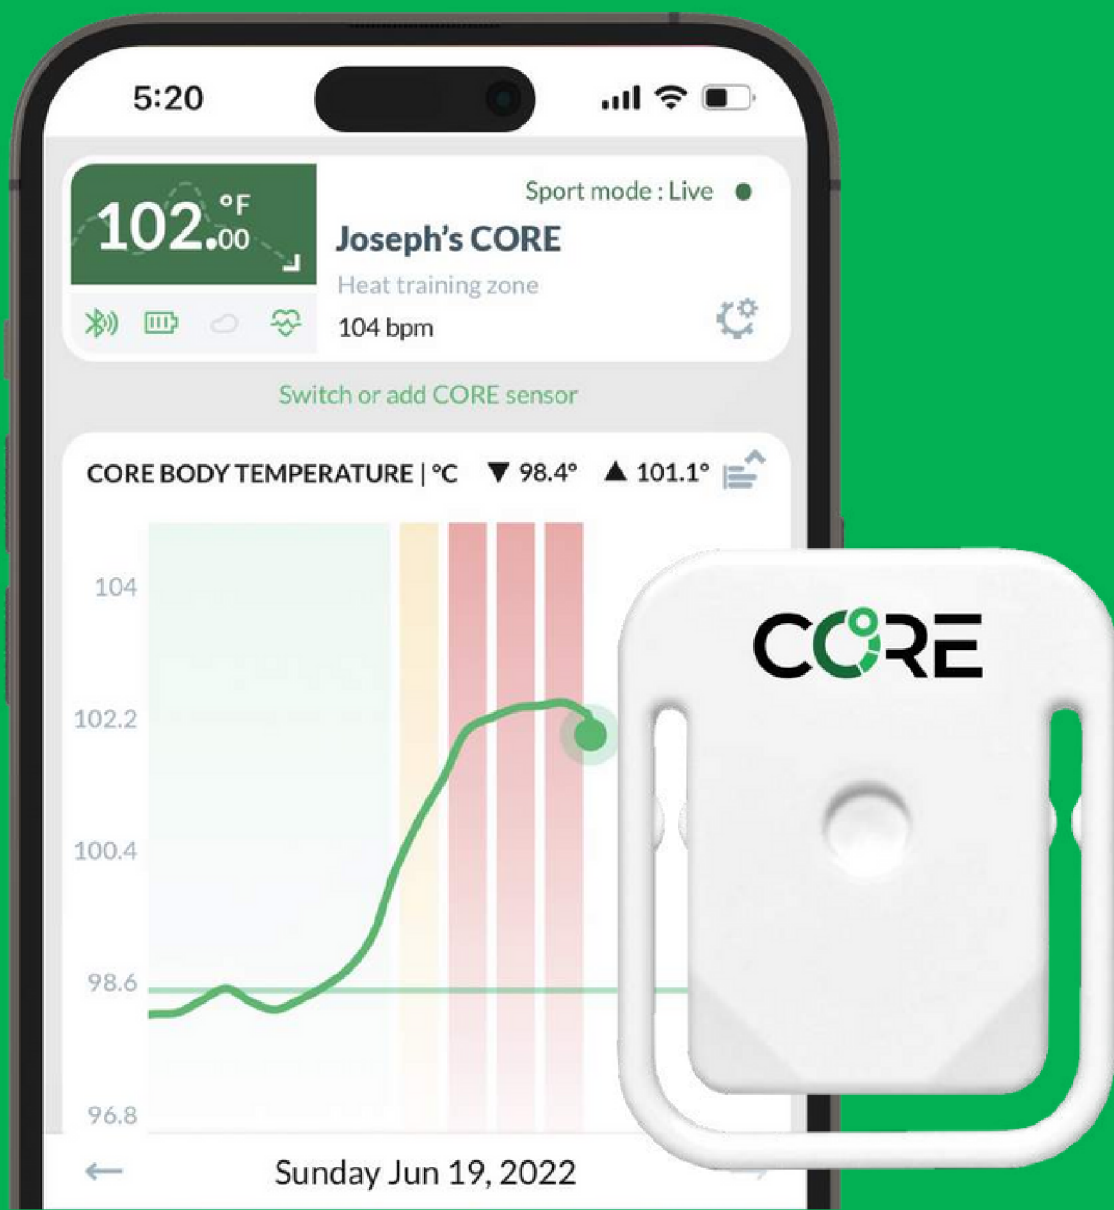 5:20
102.00 °F
Sport mode : Live
Joseph's CORE
Heat training zone
104 bpm
Switch or add CORE sensor
CORE BODY TEMPERATURE | °C ▼ 98.4° ▲ 101.1°
104
102.2
100.4
98.6
96.8
← Sunday Jun 19, 2022 →
CORE